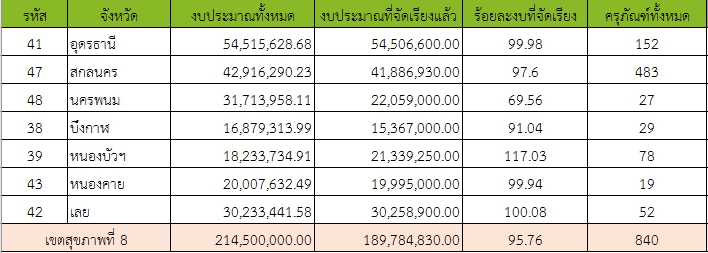 รหัส จังหวัด งบประมาณทั้งหมด งบประมาณที่จัดเรียงแล้ว ร้อยละงบที่จัดเรียง ครุภัณฑ์ทั้งหมด
41 อุดรธานี 54,515,628.68 54,506,600.00 99.98 152
47 สกลนคร 42,916,290.23 41,886,930.00 97.6 483
48 นครพนม 31,713,958.11 22,059,000.00 69.56 27
38 บึงกาฬ 16,879,313.99 15,367,000.00 91.04 29
39 หนองบัวฯ 18,233,734.91 21,339,250.00 117.03 78
43 หนองคาย 20,007,632.49 19,995,000.00 99.94 19
42 เลย 30,233,441.58 30,258,900.00 100.08 52
เขตสุขภาพที่ 8 214,500,000.00 189,784,830.00 95.76 840